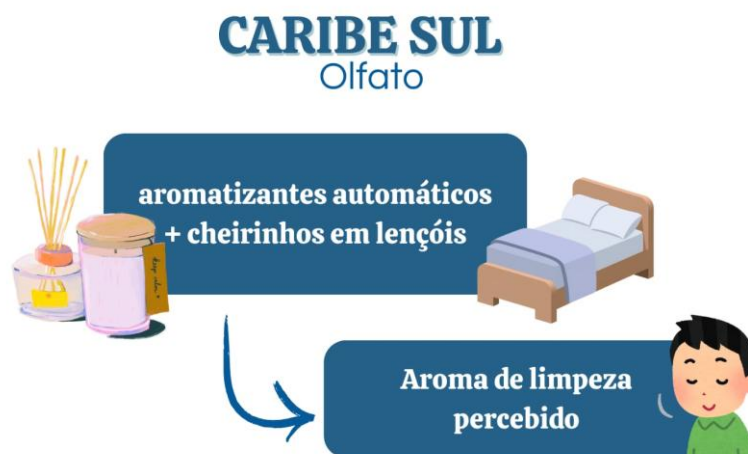 CARIBE SUL
Olfato
aromatizantes automáticos
+ cheirinhos em lençóis
Aroma de limpeza
percebido